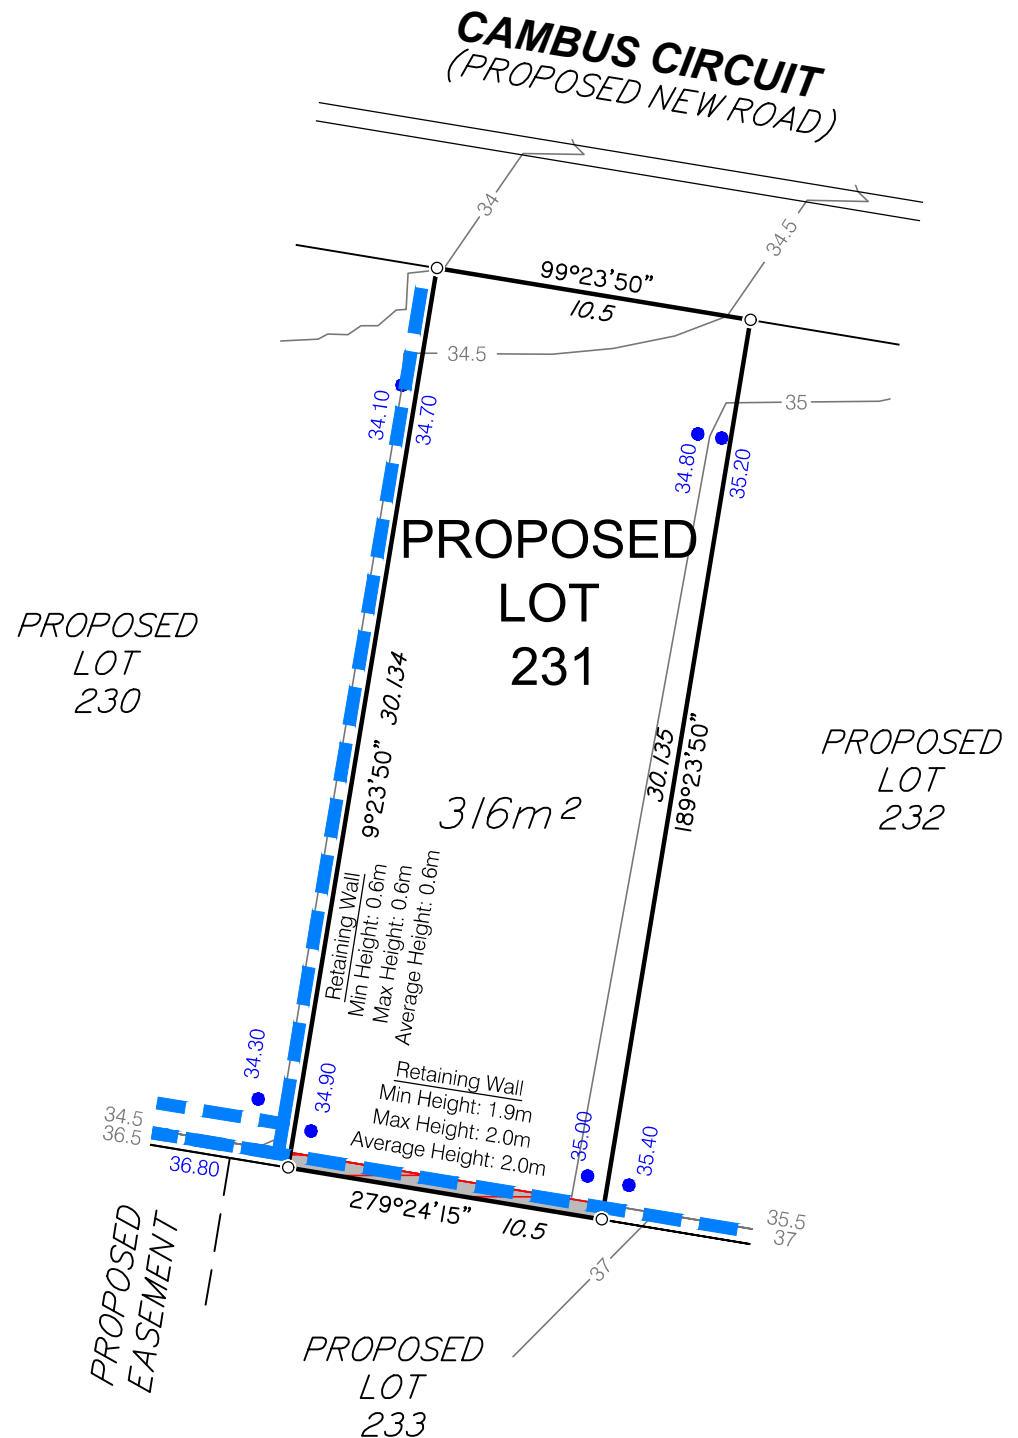 CAMBUS CIRCUIT
(PROPOSED NEW ROAD)
34
34.5
99°23'50"
10.5
34.5
35
34.10
34.70
34.80
35.20
PROPOSED
LOT
231
PROPOSED
LOT
230
30.134
9°23'50"
30.135
189°23'50"
PROPOSED
LOT
232
316m²
Retaining Wall
Min Height: 0.6m
Max Height: 0.6m
Average Height: 0.6m
34.30
34.90
Retaining Wall
Min Height: 1.9m
Max Height: 2.0m
Average Height: 2.0m
35.00
35.40
34.5
36.5
36.80
279°24'15"
10.5
35.5
37
37
PROPOSED
EASEMENT
PROPOSED
LOT
233